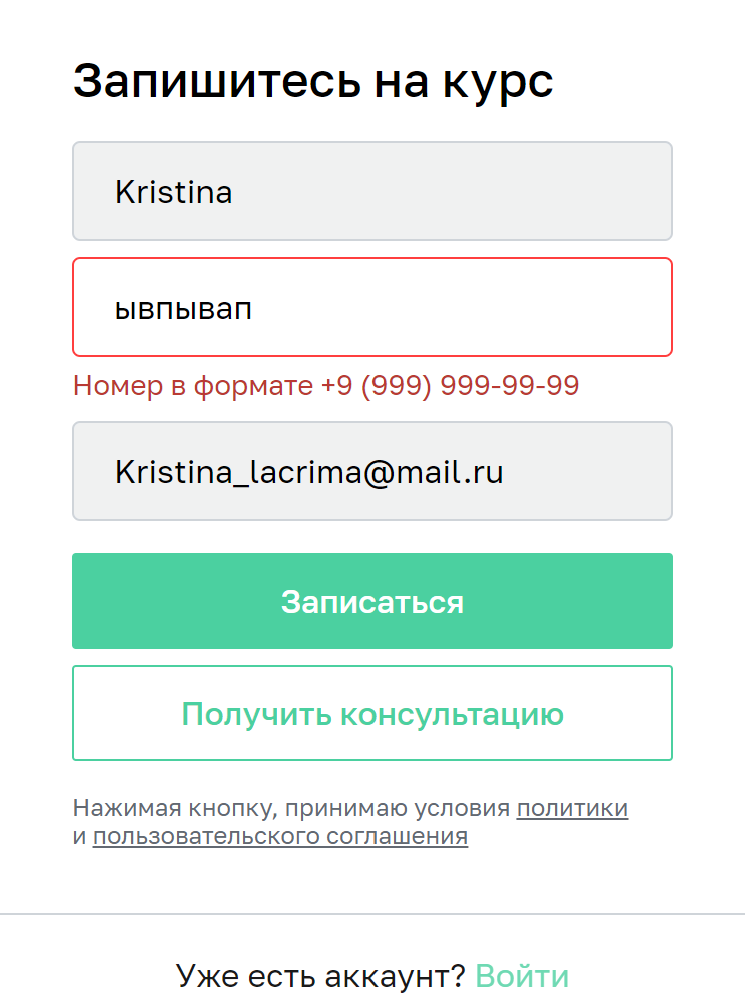 Запишитесь на курс
Kristina
ывпывап
Номер в формате +9 (999) 999-99-99
Kristina_lacrima@mail.ru
Записаться
Получить консультацию
Нажимая кнопку, принимаю условия политики
и пользовательского соглашения
Уже есть аккаунт? Войти